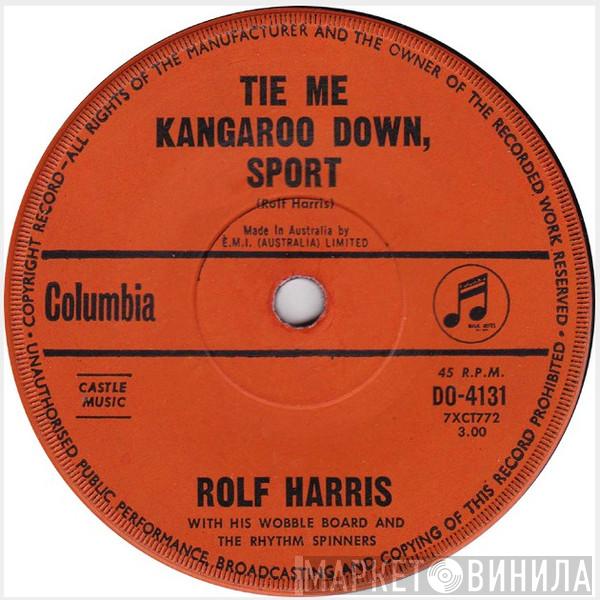 UNAUTHORISED PUBLIC PERFORMANCE, BROADCASTING AND COPYING OF THIS RECORD PROHIBITED • COPYRIGHT RECORD—ALL RIGHTS OF THE MANUFACTURER AND THE OWNER OF THE RECORDED WORK RESERVED •
TIE ME
KANGAROO DOWN,
SPORT
(Rolf Harris)
Made in Australia by
E.M.I. (AUSTRALIA) LIMITED
Columbia
CASTLE
MUSIC
45 R.P.M.
DO-4131
7XCT772
3.00
ROLF HARRIS
WITH HIS WOBBLE BOARD AND
THE RHYTHM SPINNERS
МАРКЕТ ВИНИЛА